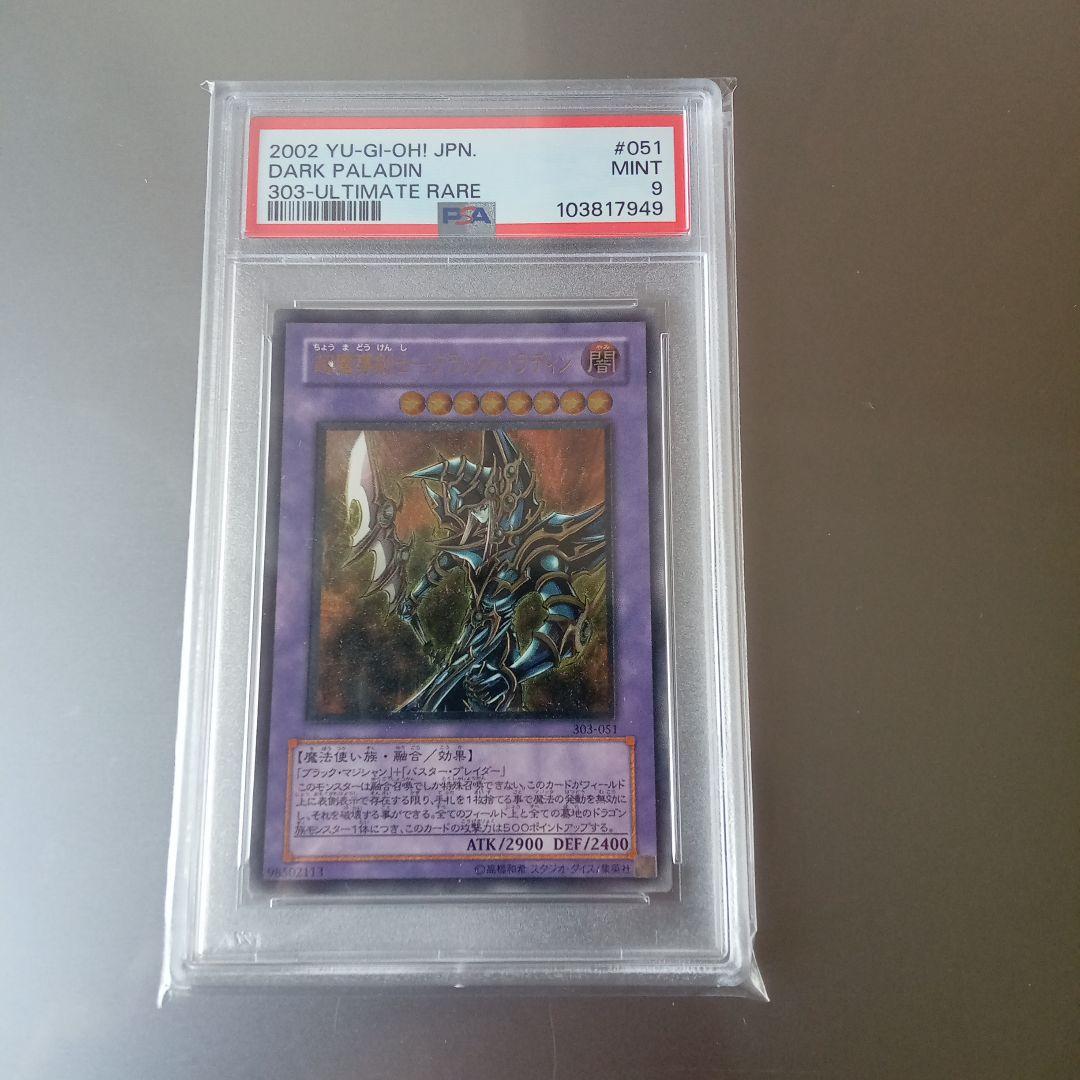 2002 YU-GI-OH! JPN. #051
DARK PALADIN MINT
303-ULTIMATE RARE 9
PSA 103817949
ちょう ま どう けん し
超魔導剣士－ブラック・パラディン
やみ
闇
303-051
【魔法使い族・融合／効果】
「ブラック・マジシャン」+「バスター・ブレイダー」
このモンスターは融合召喚でしか特殊召喚できない。このカードがフィールド
上に表側表示で存在する限り、手札を1枚捨てる事で魔法の発動を無効に
し、それを破壊する事ができる。全てのフィールド上と全ての墓地のドラゴン
族モンスター1体につき、このカードの攻撃力は500ポイントアップする。
ATK/2900 DEF/2400
98502113
©高橋和希 スタジオ・ダイス/集英社